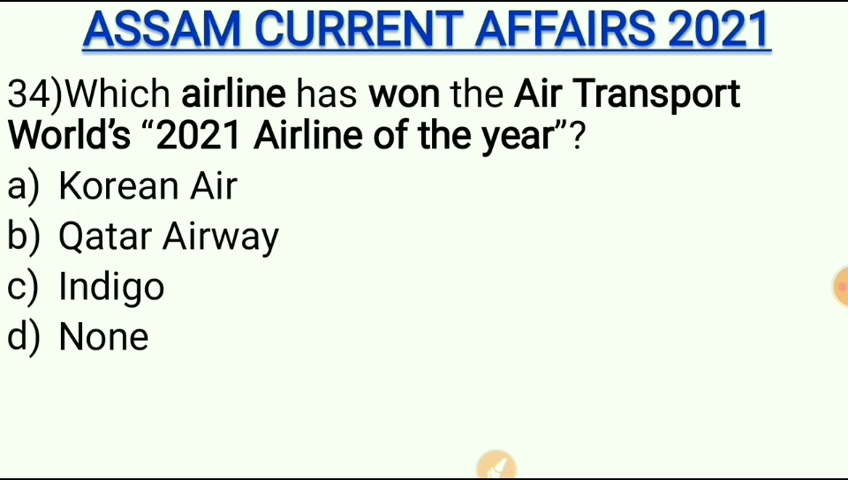 ASSAM CURRENT AFFAIRS 2021
34)Which airline has won the Air Transport
World's “2021 Airline of the year”?
a) Korean Air
b) Qatar Airway
c) Indigo
d) None